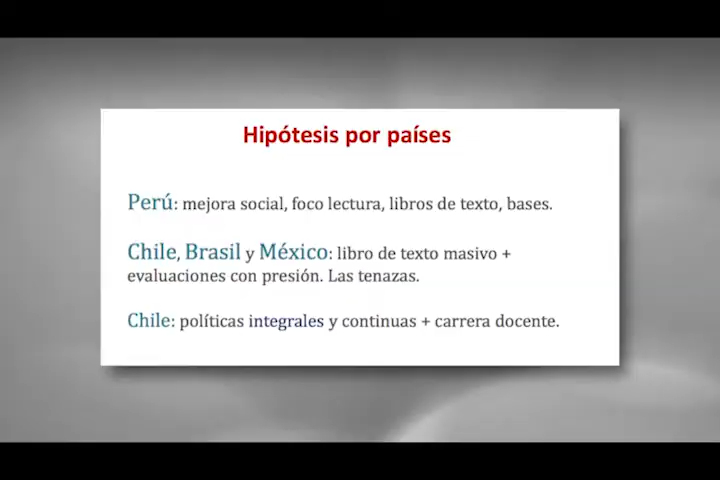 Hipótesis por países
Perú: mejora social, foco lectura, libros de texto, bases.
Chile, Brasil y México: libro de texto masivo +
evaluaciones con presión. Las tenazas.
Chile: políticas integrales y continuas + carrera docente.